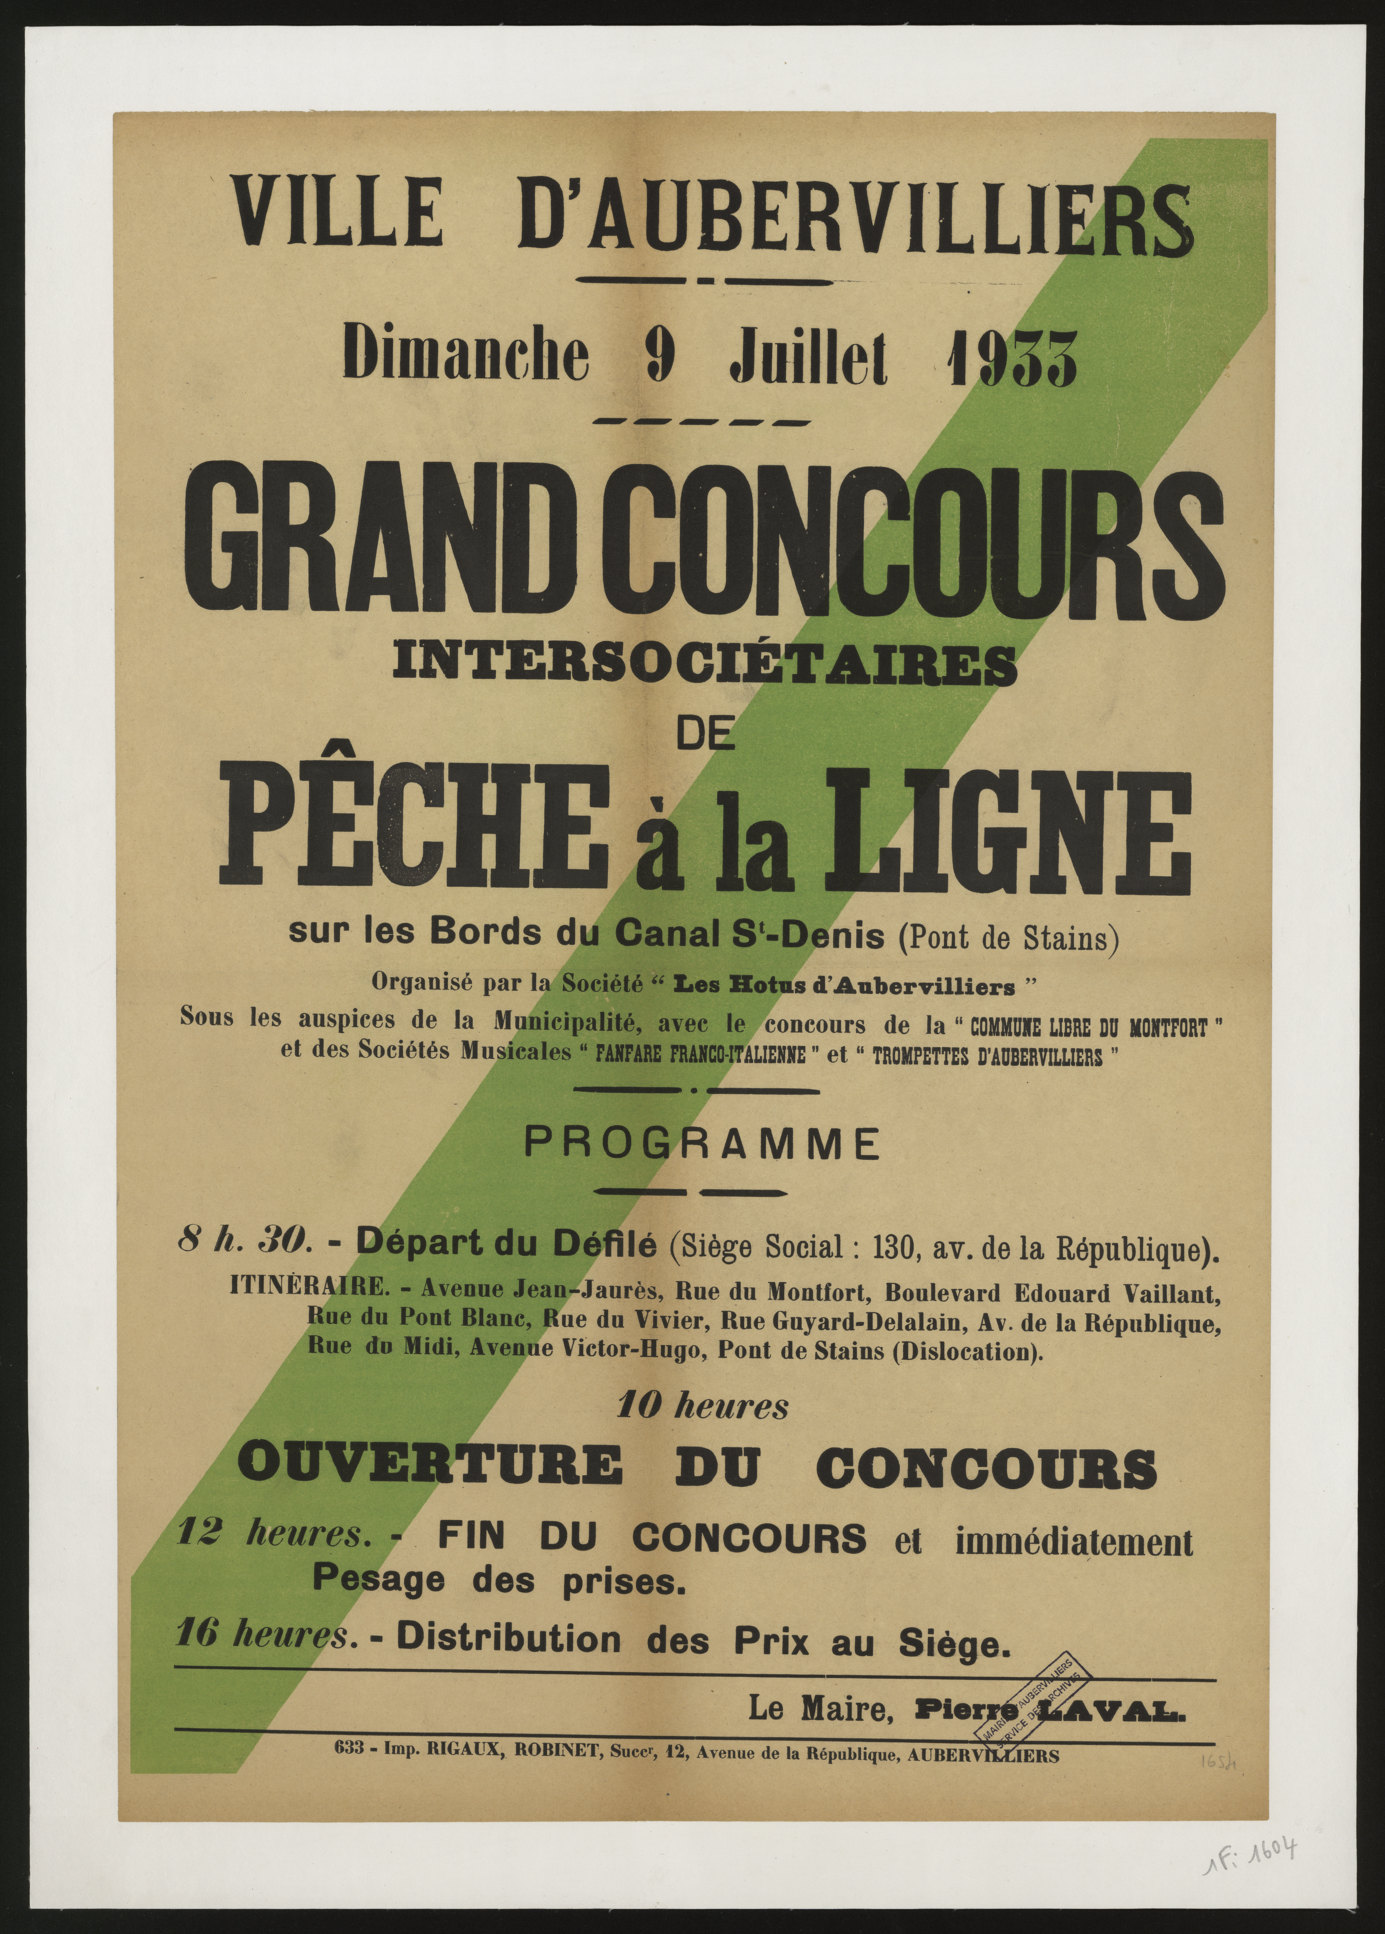 VILLE D'AUBERVILLIERS
Dimanche 9 Juillet 1933
GRAND CONCOURS
INTERSOCIÉTAIRES
DE
PÊCHE à la LIGNE
sur les Bords du Canal St-Denis (Pont de Stains)
Organisé par la Société “ Les Hotus d'Aubervilliers ”
Sous les auspices de la Municipalité, avec le concours de la “ COMMUNE LIBRE DU MONTFORT ”
et des Sociétés Musicales “ FANFARE FRANCO-ITALIENNE ” et “ TROMPETTES D'AUBERVILLIERS ”
PROGRAMME
8 h. 30. - Départ du Défilé (Siège Social : 130, av. de la République).
ITINÈRAIRE. - Avenue Jean-Jaurès, Rue du Montfort, Boulevard Edouard Vaillant,
Rue du Pont Blanc, Rue du Vivier, Rue Guyard-Delalain, Av. de la République,
Rue du Midi, Avenue Victor-Hugo, Pont de Stains (Dislocation).
10 heures
OUVERTURE DU CONCOURS
12 heures. - FIN DU CONCOURS et immédiatement
Pesage des prises.
16 heures. - Distribution des Prix au Siège.
Le Maire, Pierre LAVAL.
MAIRIE D'AUBERVILLIERS
SERVICE DES ARCHIVES
633 - Imp. RIGAUX, ROBINET, Succr, 12, Avenue de la République, AUBERVILLIERS
1654
1Fi 1604